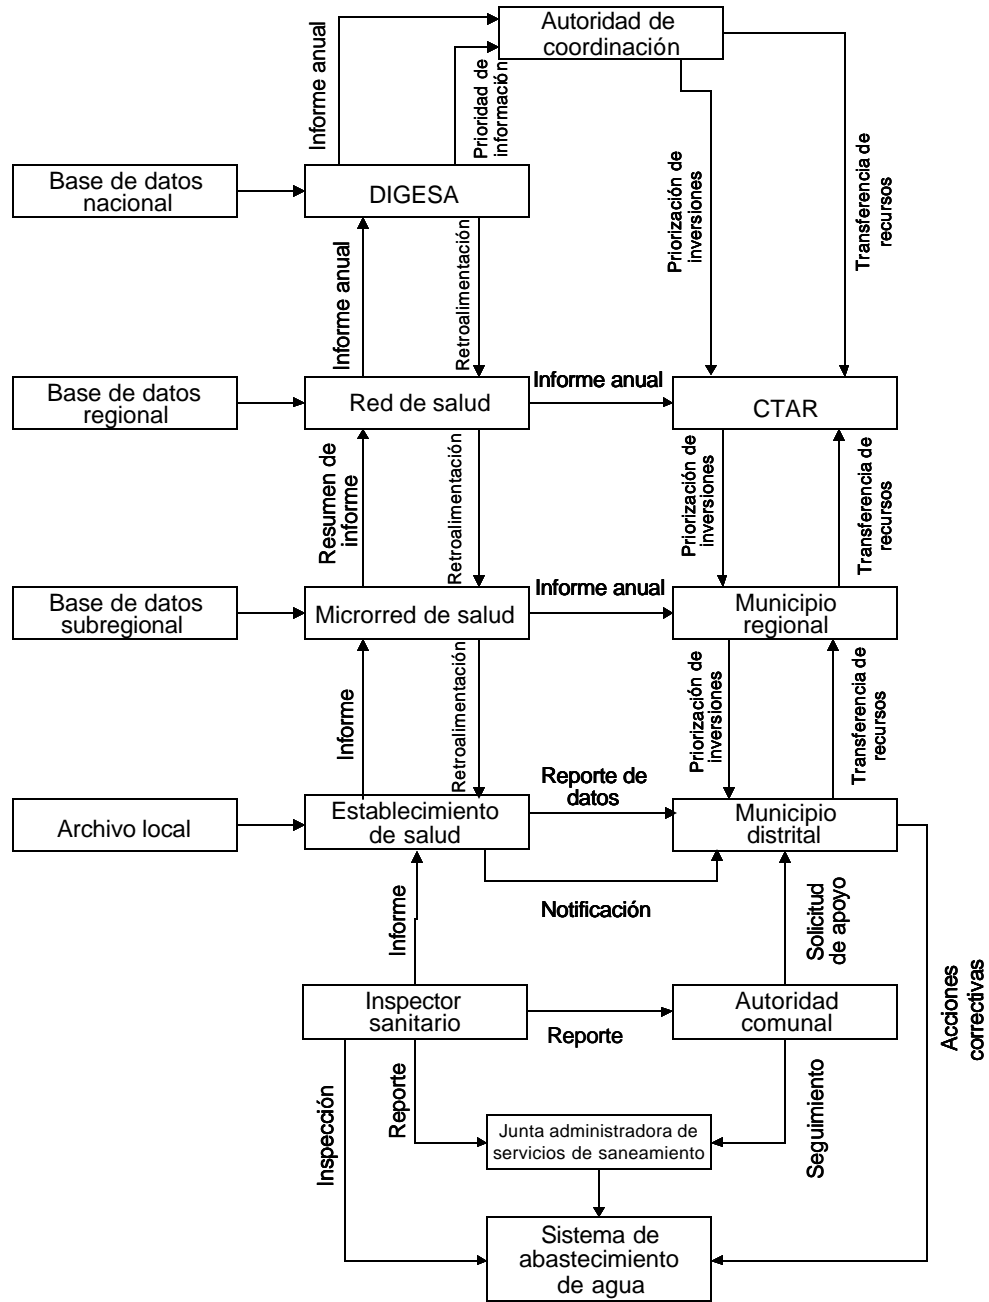 Autoridad de
coordinación
Informe anual
Prioridad de
información
Base de datos
nacional
DIGESA
Priorización de
inversiones
Transferencia de
recursos
Informe anual
Retroalimentación
Base de datos
regional
Red de salud
Informe anual
CTAR
Resumen de
informe
Retroalimentación
Priorización de
inversiones
Transferencia de
recursos
Base de datos
subregional
Microrred de salud
Informe anual
Municipio
regional
Informe
Retroalimentación
Priorización de
inversiones
Transferencia de
recursos
Archivo local
Establecimiento
de salud
Reporte de
datos
Municipio
distrital
Notificación
Informe
Solicitud
de apoyo
Acciones
correctivas
Inspector
sanitario
Reporte
Autoridad
comunal
Inspección
Reporte
Seguimiento
Junta administradora de
servicios de saneamiento
Sistema de
abastecimiento
de agua